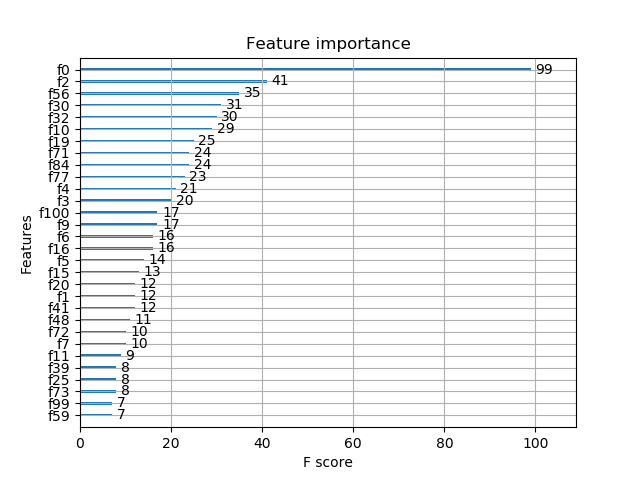 Feature importance
f0 99
f2 41
f56 35
f30 31
f32 30
f10 29
f19 25
f71 24
f84 24
f77 23
f4 21
f3 20
f100 17
f9 17
f6 16
f16 16
f5 14
f15 13
f20 12
f1 12
f41 12
f48 11
f72 10
f7 10
f11 9
f39 8
f25 8
f73 8
f99 7
f59 7
Features
0 20 40 60 80 100
F score